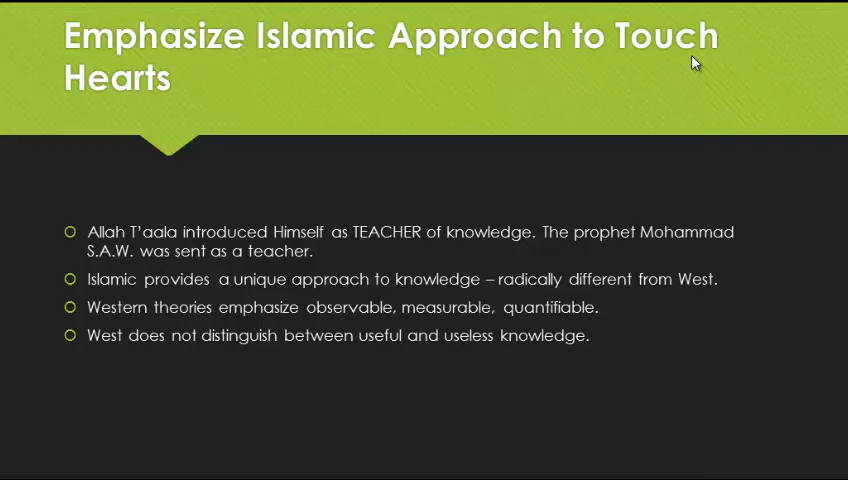 Emphasize Islamic Approach to Touch
Hearts
Allah T'aala introduced Himself as TEACHER of knowledge. The prophet Mohammad
S.A.W. was sent as a teacher.
Islamic provides a unique approach to knowledge – radically different from West.
Western theories emphasize observable, measurable, quantifiable.
West does not distinguish between useful and useless knowledge.